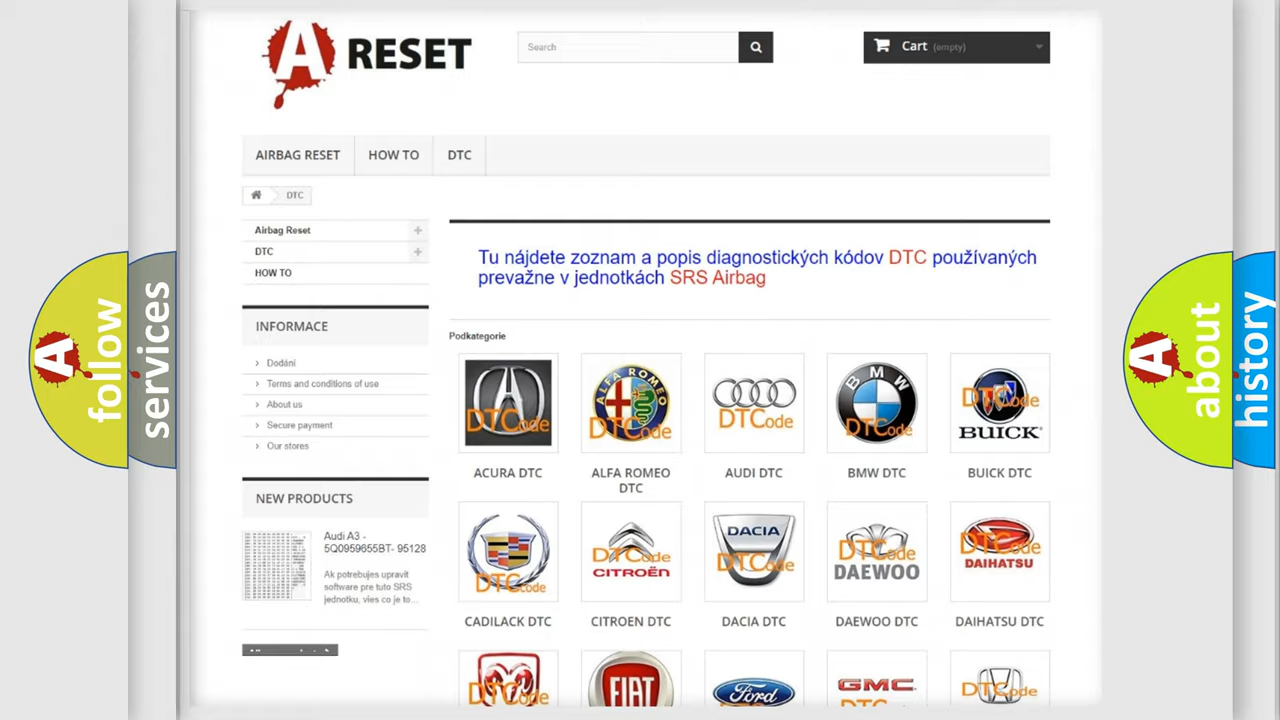 A RESET
Search
Cart (empty)
AIRBAG RESET
HOW TO
DTC
DTC
Airbag Reset
DTC
HOW TO
INFORMACE
Dodání
Terms and conditions of use
About us
Secure payment
Our stores
NEW PRODUCTS
Audi A3 -
5Q0959655BT- 95128
Ak potrebujes upravit
software pre tuto SRS
jednotku, vies co je to...
Tu nájdete zoznam a popis diagnostických kódov DTC používaných
prevažne v jednotkách SRS Airbag
Podkategorie
DTCode
ALFA ROMEO
DTCode
DTCode
BMW
DTCode
DTCode
BUICK
ACURA DTC
ALFA ROMEO
DTC
AUDI DTC
BMW DTC
BUICK DTC
DTCode
DTCode
CITROËN
DACIA
DTCode
DTCode
DAEWOO
DTCode
DAIHATSU
CADILACK DTC
CITROEN DTC
DACIA DTC
DAEWOO DTC
DAIHATSU DTC
DTCode
FIAT
Ford
GMC
DTCode
A
follow
services
A
about
history